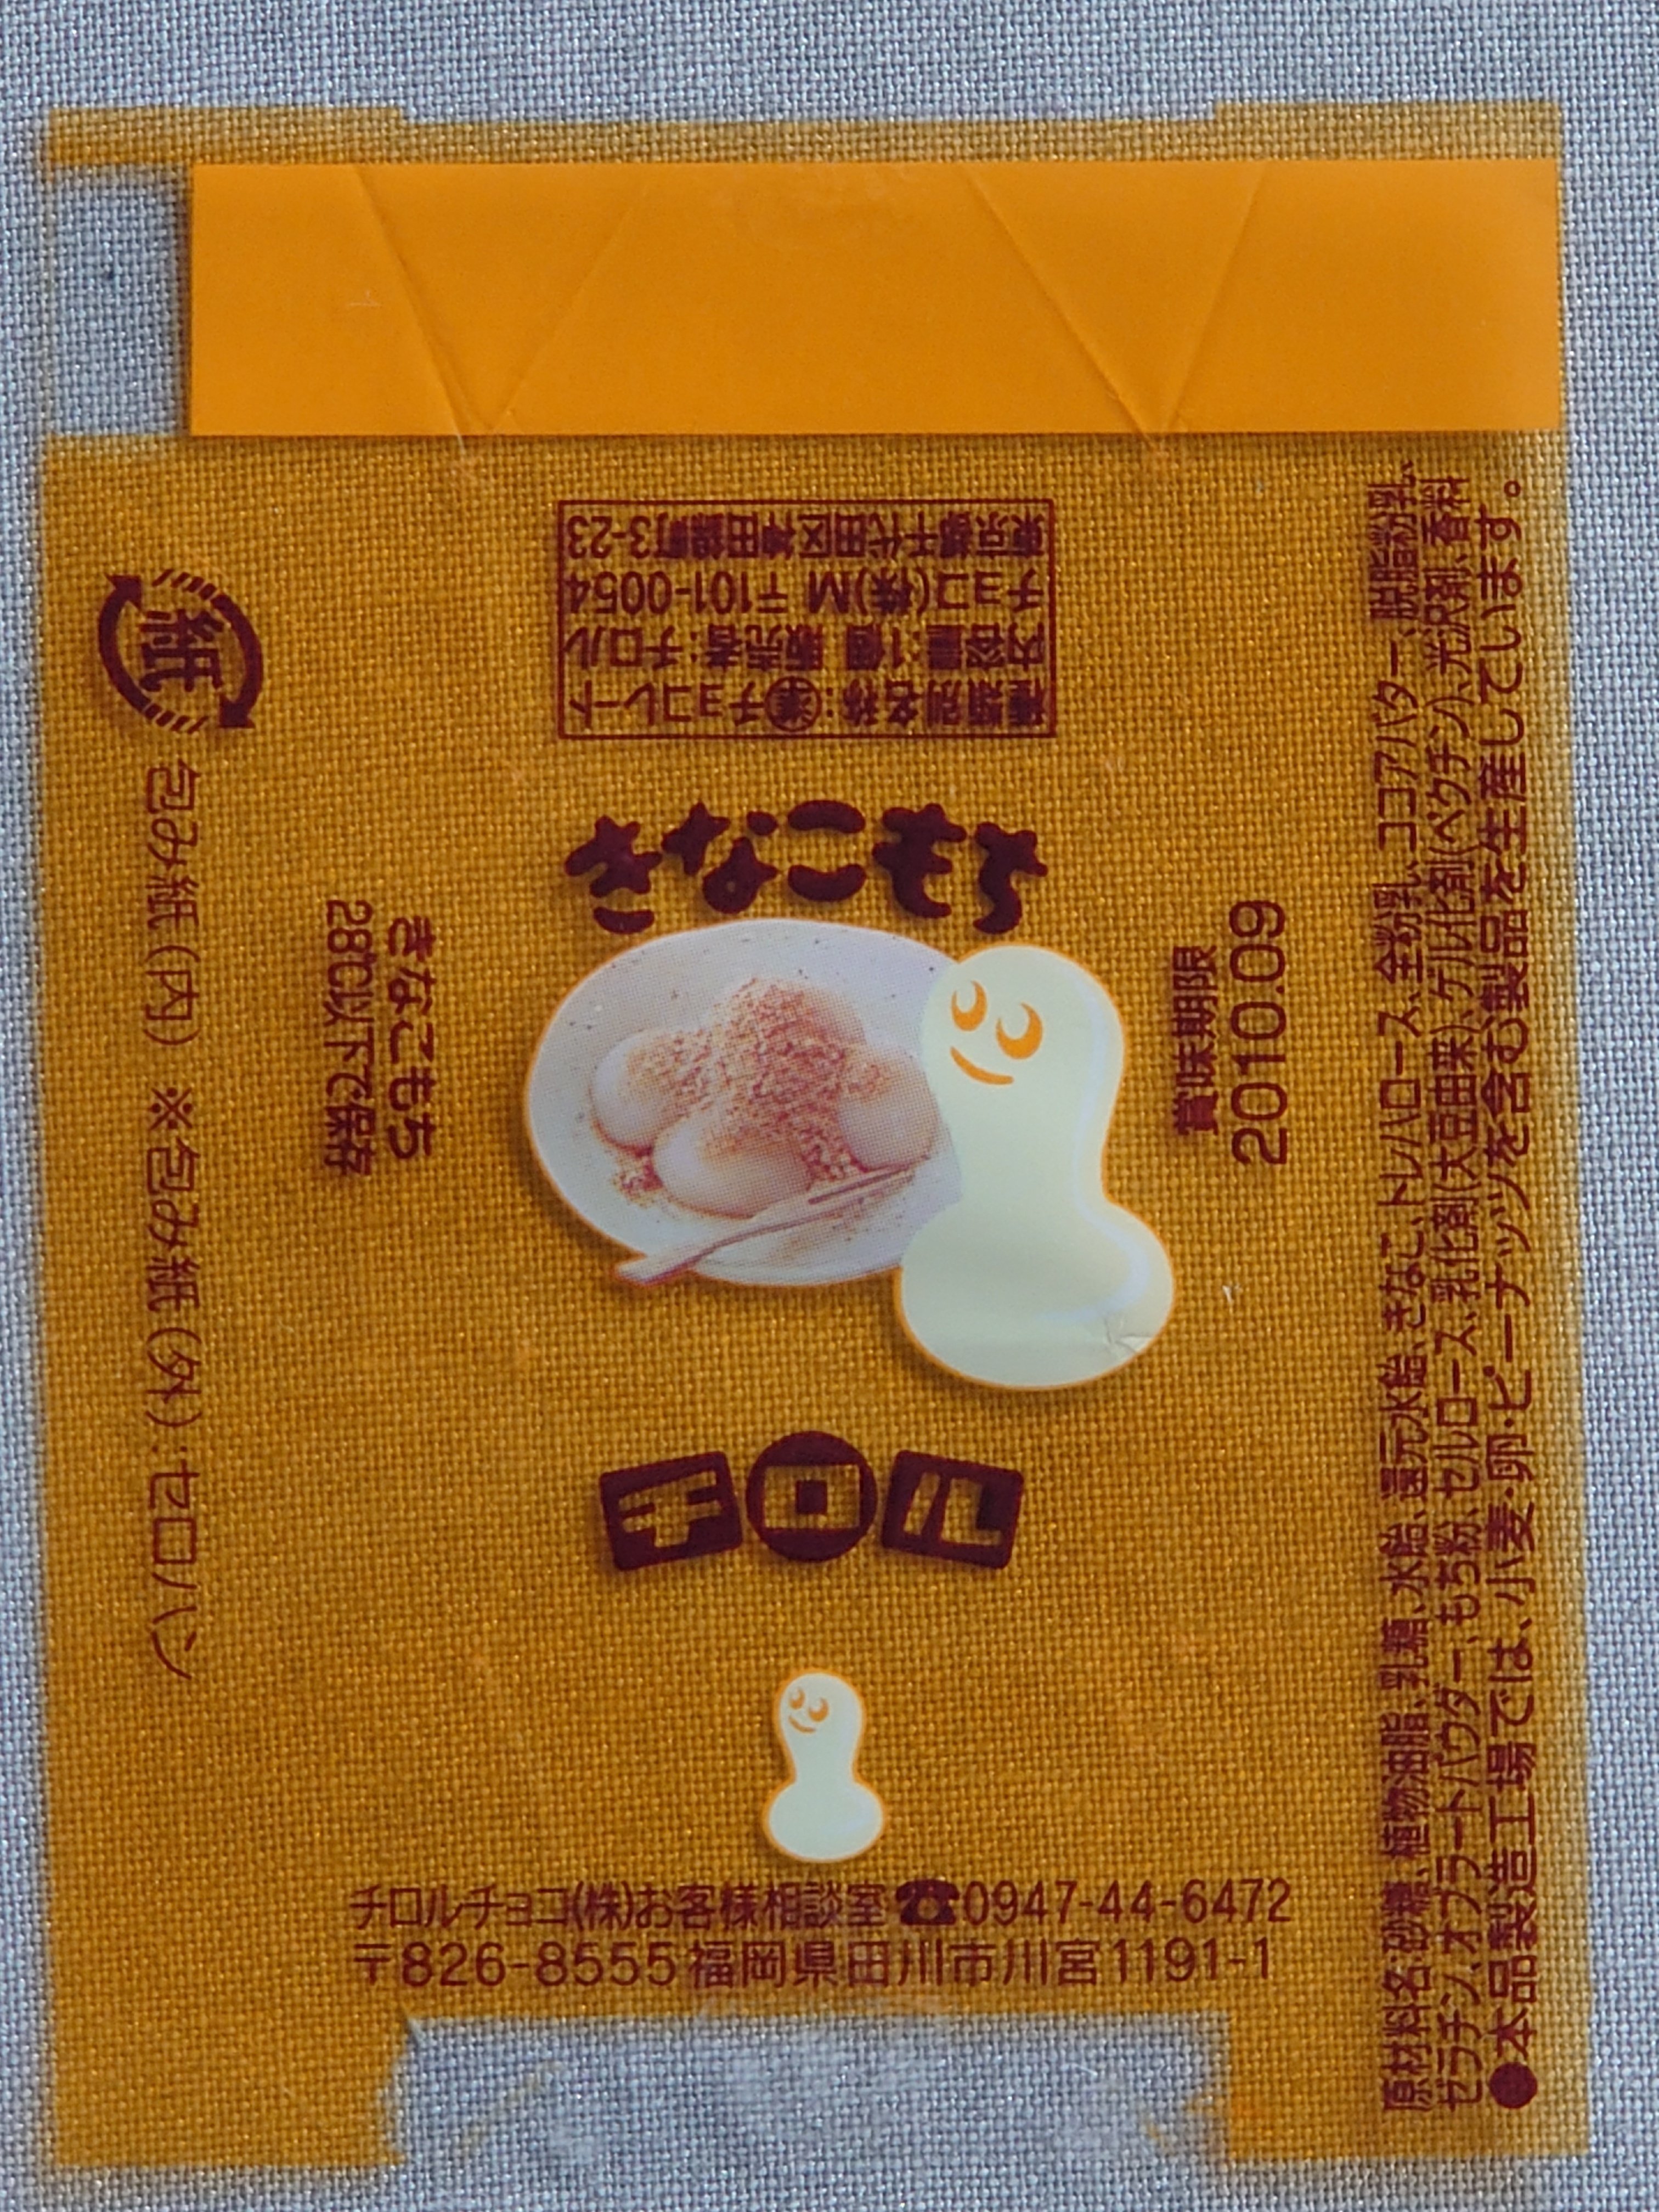 種類別名称:準チョコレート
内容量:1個 販売者:チロル
チョコ(株)M 〒101-0054
東京都千代田区神田錦町3-23
きなこもち
チロル
きなこもち
28℃以下で保存
賞味期限
2010.09
紙
包み紙(内) ※包み紙(外):セロハン
チロルチョコ(株)お客様相談室☎0947-44-6472
〒826-8555福岡県田川市川宮1191-1
原材料名:砂糖、植物油脂、乳糖、水飴、還元水飴、きなこ、トレハロース、全粉乳、ココアバター、脱脂粉乳、
ゼラチン、オブラートパウダー、もち粉、セルロース、乳化剤(大豆由来)、ゲル化剤(ペクチン)、光沢剤、香料
●本品製造工場では、小麦・卵・ピーナッツを含む製品を生産しています。